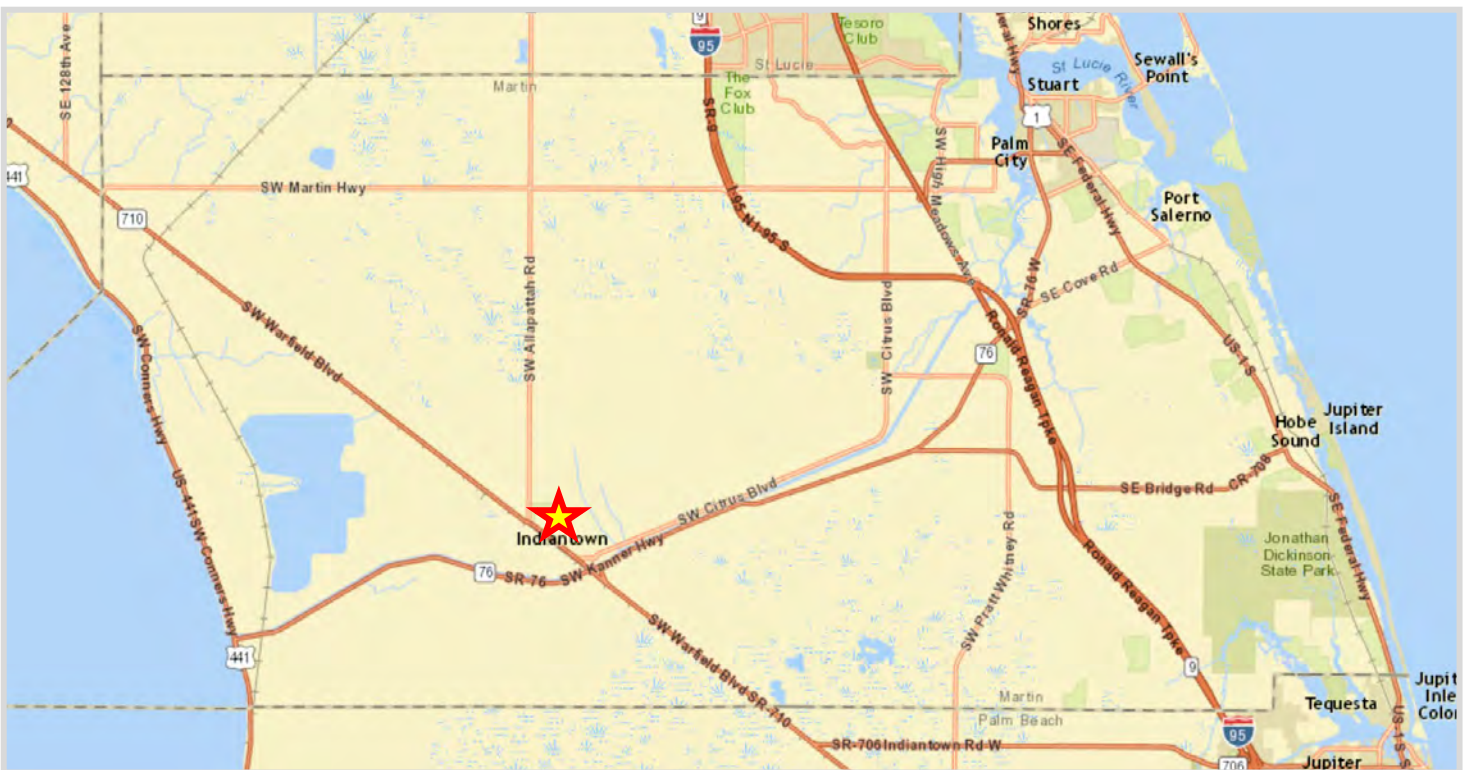 9
95
Tesoro
Club
Shores
SE 128th Ave
St Lucie
The
Fox
Club
Martin
SR-9
St Lucie River
Sewall's
Point
Stuart
1
441
SW Martin Hwy
710
I-95 N I-95 S
SW High Meadows Ave
Palm
City
SE Federal Hwy
Port
Salerno
SW Allapattah Rd
SW Citrus Blvd
SR-76 W
SE Cove Rd
SW Warfield Blvd
SW Conners Hwy
76
Ronald Reagan Tpke
US-1 S
Hobe
Sound
Jupiter
Island
US-441 SW Conners Hwy
SW Citrus Blvd
SE Bridge Rd
CR-708
Indiantown
SW Kanner Hwy
76
SR 76
SW Pratt Whitney Rd
Jonathan
Dickinson
State Park
SE Federal Hwy
Ronald Reagan Tpke
441
SW Warfield Blvd SR-710
9
Martin
Palm Beach
Tequesta
Jupit
Inle
Color
US-1 S
95
SR-706 Indiantown Rd W
706
Jupiter